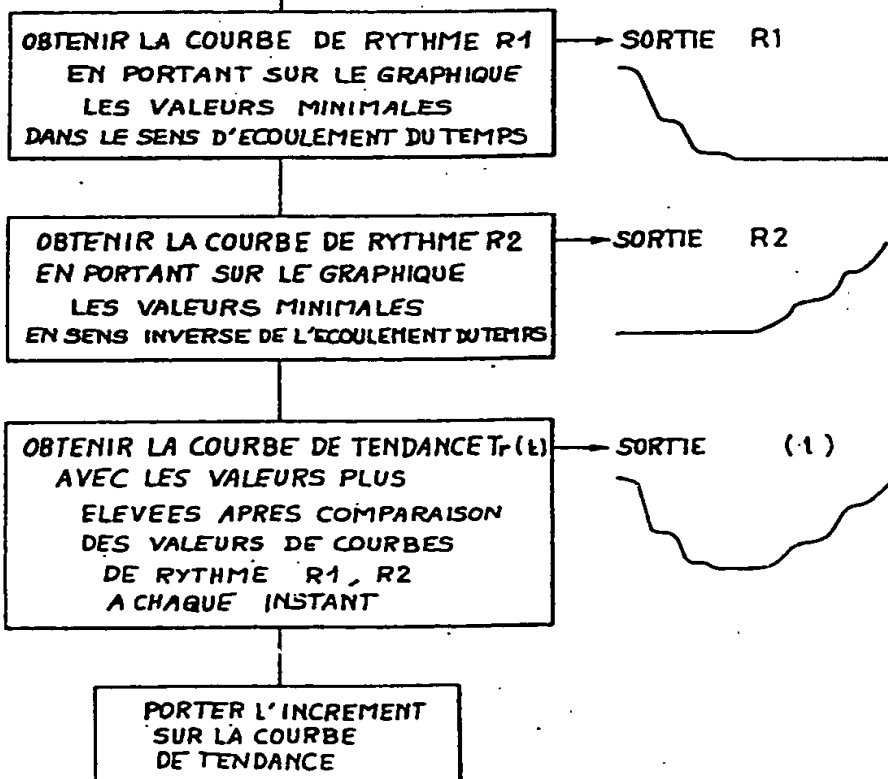 OBTENIR LA COURBE DE RYTHME R1
EN PORTANT SUR LE GRAPHIQUE
LES VALEURS MINIMALES
DANS LE SENS D'ECOULEMENT DU TEMPS
SORTIE R1
OBTENIR LA COURBE DE RYTHME R2
EN PORTANT SUR LE GRAPHIQUE
LES VALEURS MINIMALES
EN SENS INVERSE DE L'ECOULEMENT DU TEMPS
SORTIE R2
OBTENIR LA COURBE DE TENDANCE Tr(t)
AVEC LES VALEURS PLUS
ELEVEES APRES COMPARAISON
DES VALEURS DE COURBES
DE RYTHME R1, R2
A CHAQUE INSTANT
SORTIE (t)
PORTER L'INCREMENT
SUR LA COURBE
DE TENDANCE